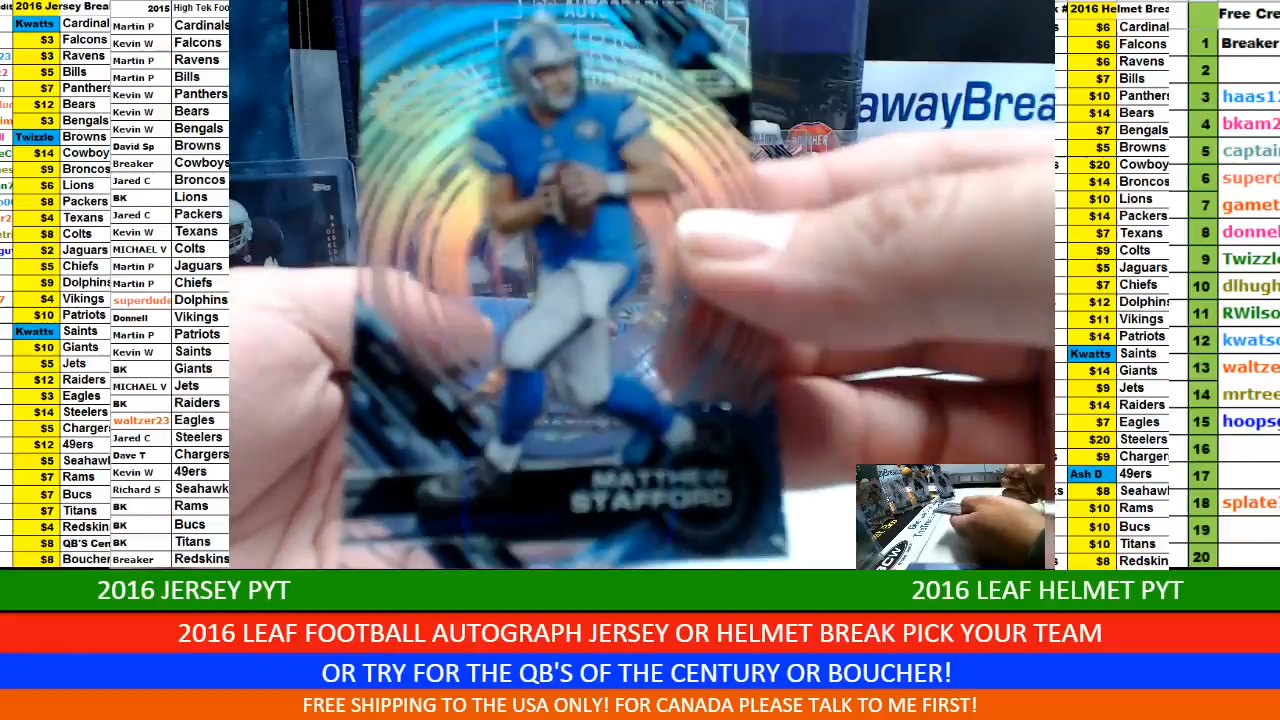 2016 Jersey Brea
Kwatts Cardinal
$3 Falcons
$3 Ravens
$5 Bills
$7 Panthers
$12 Bears
$3 Bengals
Twizzle Browns
$14 Cowboy
$9 Broncos
$6 Lions
$8 Packers
$4 Texans
$8 Colts
$2 Jaguars
$5 Chiefs
$9 Dolphins
$4 Vikings
$10 Patriots
Kwatts Saints
$10 Giants
$5 Jets
$12 Raiders
$3 Eagles
$14 Steelers
$5 Chargers
$12 49ers
$5 Seahawk
$7 Rams
$7 Bucs
$7 Titans
$4 Redskin
$8 QB'S Cen
$8 Boucher
2015 High Tek Foo
Martin P Cardinals
Kevin W Falcons
Martin P Ravens
Martin P Bills
Kevin W Panthers
Kevin W Bears
Kevin W Bengals
David Sp Browns
Breaker Cowboys
Jared C Broncos
BK Lions
Jared C Packers
Kevin W Texans
MICHAEL V Colts
Martin P Jaguars
Martin P Chiefs
superdude Dolphins
Donnell Vikings
Martin P Patriots
Kevin W Saints
BK Giants
MICHAEL V Jets
BK Raiders
waltzer23 Eagles
Jared C Steelers
Dave T Chargers
Kevin W 49ers
Richard S Seahawk
BK Rams
BK Bucs
BK Titans
Breaker Redskins
awayBrea
BOUCHER
Topps
MATTHEW
STAFFORD
# 2016 Helmet Brea
$6 Cardinal
$6 Falcons
$6 Ravens
$7 Bills
$10 Panthers
$14 Bears
$7 Bengals
$5 Browns
$20 Cowboy
$14 Broncos
$10 Lions
$14 Packers
$7 Texans
$9 Colts
$5 Jaguars
$7 Chiefs
$12 Dolphins
$11 Vikings
$14 Patriots
Kwatts Saints
$14 Giants
$9 Jets
$14 Raiders
$7 Eagles
$20 Steelers
$9 Charger
Ash D 49ers
$8 Seahaw
$10 Rams
$10 Bucs
$10 Titans
$8 Redskin
Free Cre
1 Breaker
2
3 haas1
4 bkam2
5 captai
6 superd
7 gamet
8 donnel
9 Twizzle
10 dlhugh
11 RWilso
12 kwatso
13 waltze
14 mrtree
15 hoops
16
17
18 splate
19
20
2016 JERSEY PYT
2016 LEAF HELMET PYT
2016 LEAF FOOTBALL AUTOGRAPH JERSEY OR HELMET BREAK PICK YOUR TEAM
OR TRY FOR THE QB'S OF THE CENTURY OR BOUCHER!
FREE SHIPPING TO THE USA ONLY! FOR CANADA PLEASE TALK TO ME FIRST!